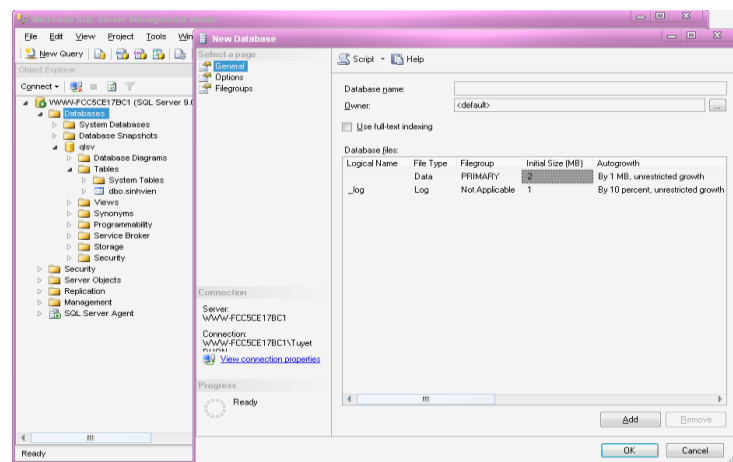 Microsoft SQL Server Management Studio
File Edit View Project Tools Win
New Query
Object Explorer
Connect
WWW-FCC5CE17BC1 (SQL Server 9.0
Databases
System Databases
Database Snapshots
qlsv
Database Diagrams
Tables
System Tables
dbo.sinhvien
Views
Synonyms
Programmability
Service Broker
Storage
Security
Security
Server Objects
Replication
Management
SQL Server Agent
Ready
New Database
Select a page
General
Options
Filegroups
Connection
Server:
WWW-FCC5CE17BC1
Connection:
WWW-FCC5CE17BC1\Tuyet
View connection properties
Progress
Ready
Script Help
Database name:
Owner: <default> ...
Use full-text indexing
Database files:
Logical Name File Type Filegroup Initial Size (MB) Autogrowth
Data PRIMARY 2 By 1 MB, unrestricted growth
_log Log Not Applicable 1 By 10 percent, unrestricted growth
Add Remove
OK Cancel